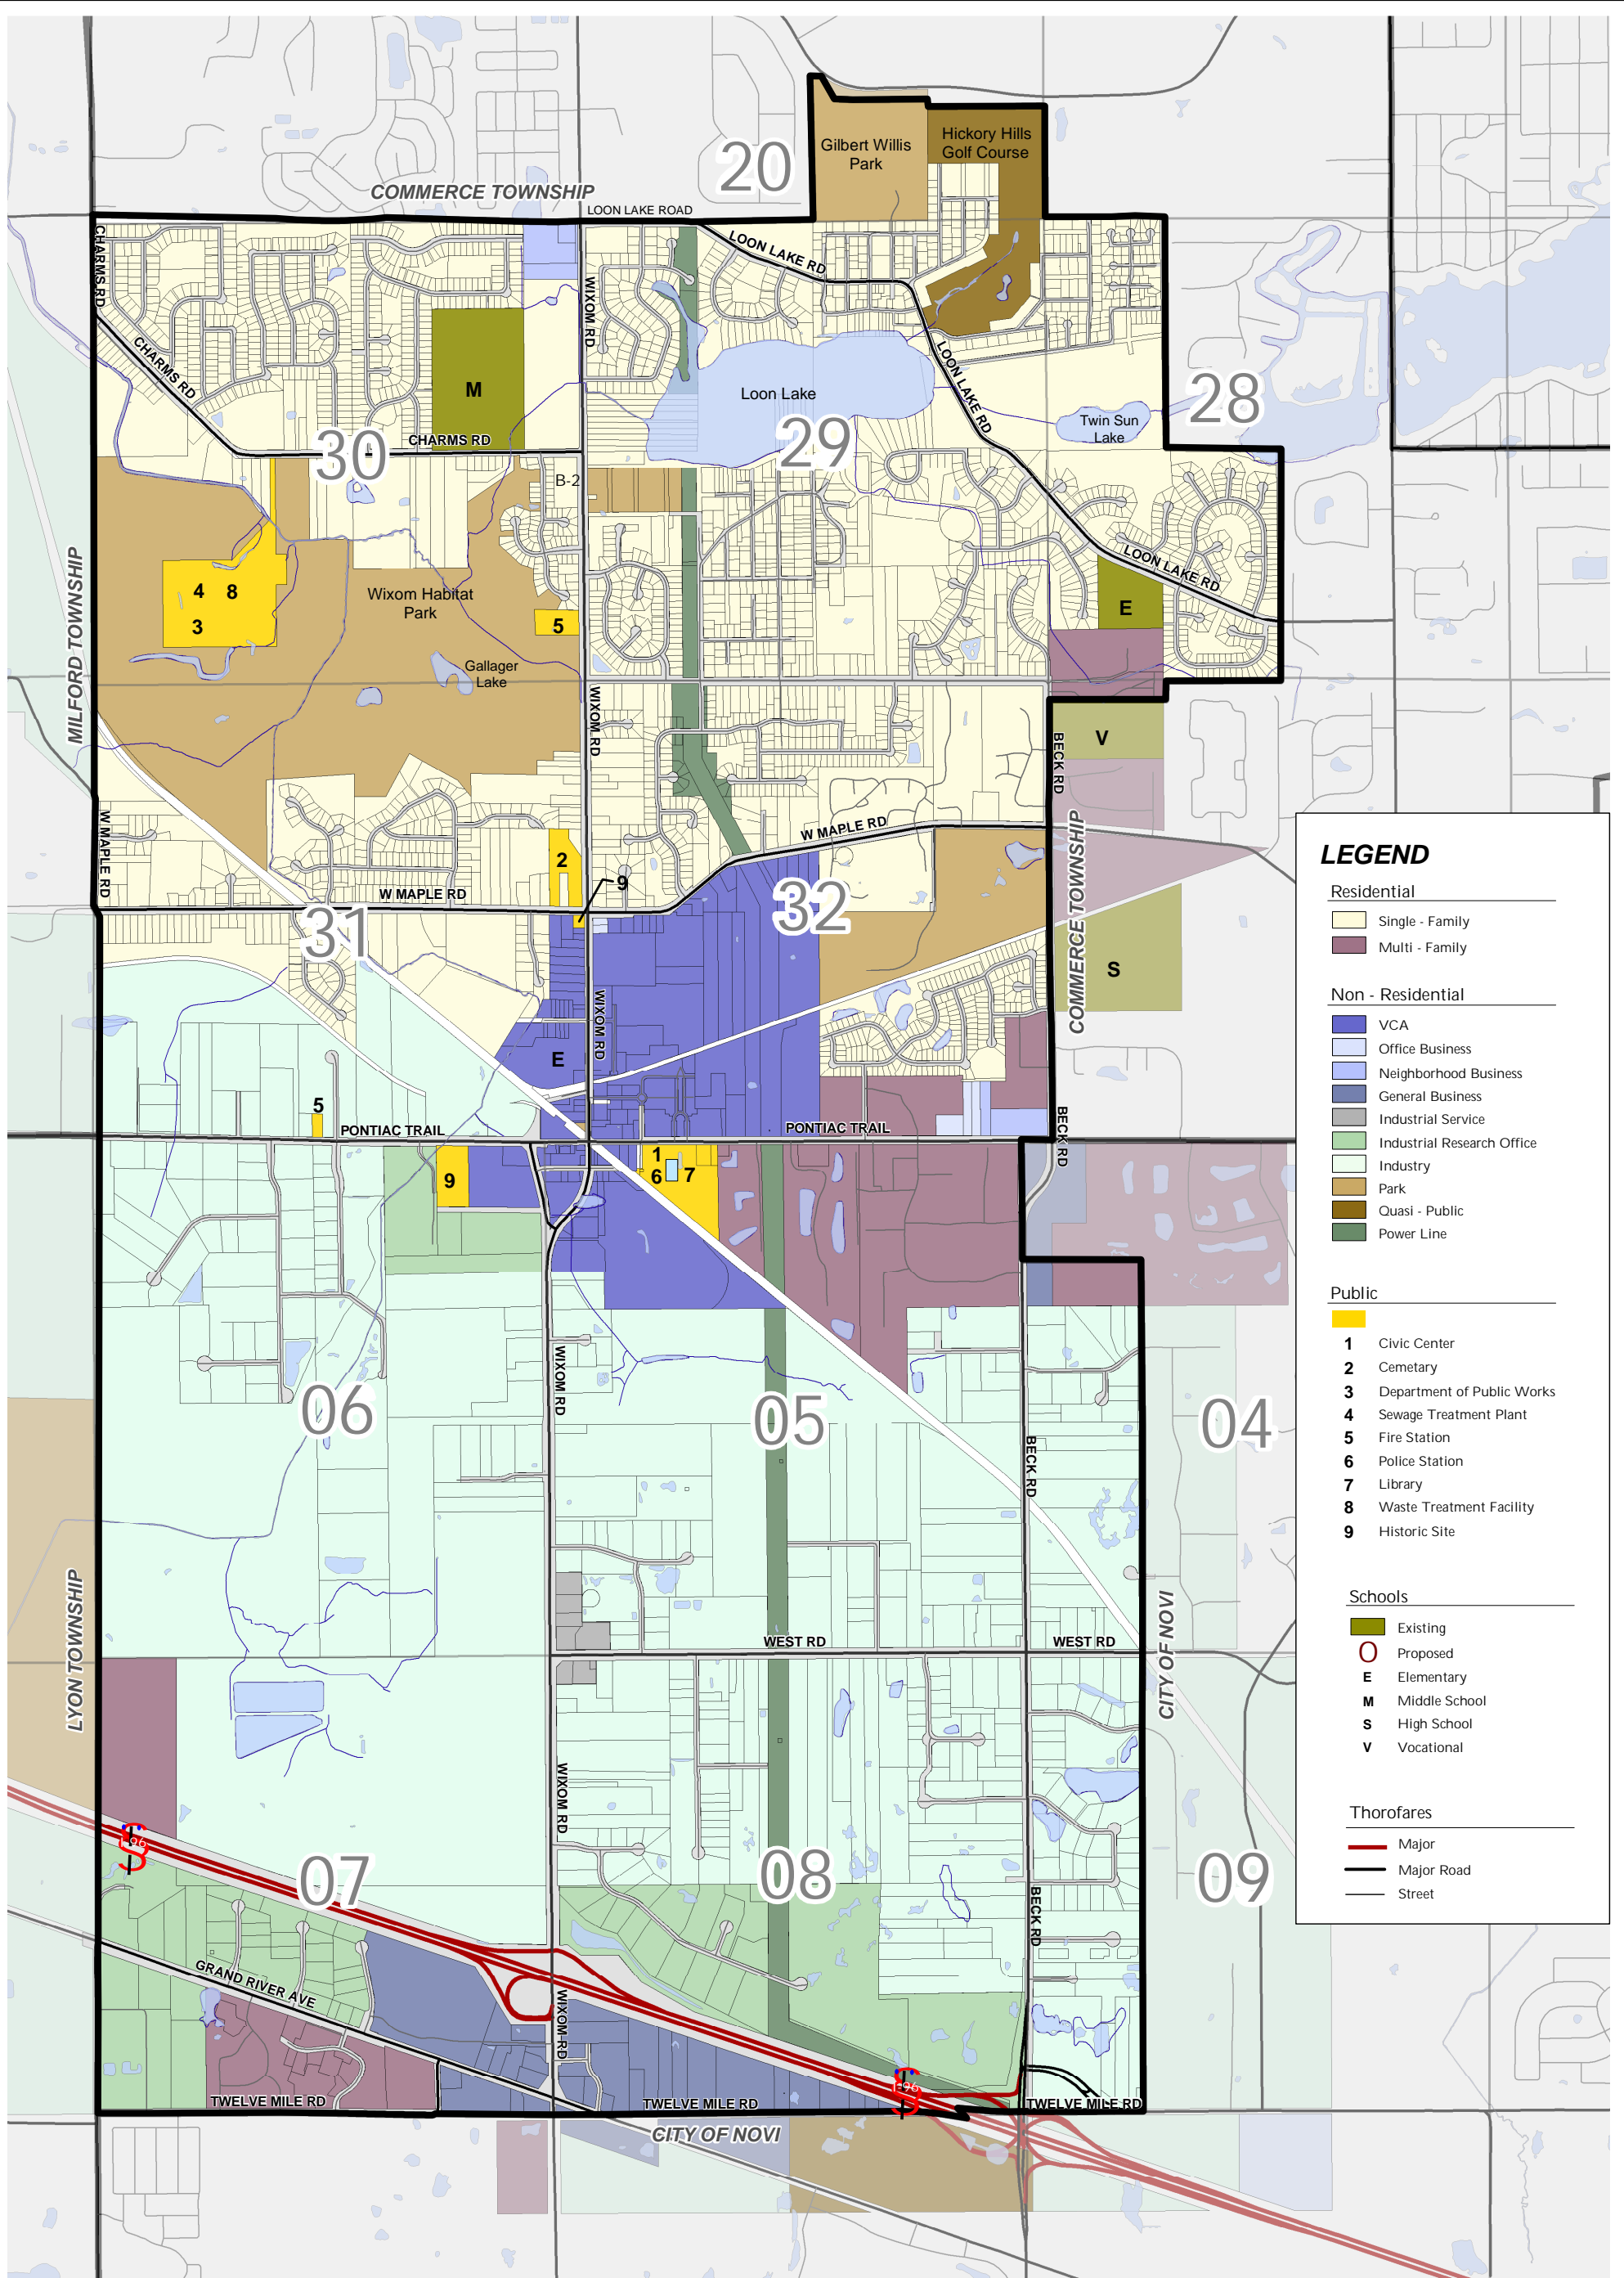 20
Gilbert Willis
Park
Hickory Hills
Golf Course
COMMERCE TOWNSHIP
LOON LAKE ROAD
CHARMS RD
LOON LAKE RD
WIXOM RD
CHARMS RD
M
Loon Lake
LOON LAKE RD
28
Twin Sun
Lake
30
CHARMS RD
29
B-2
MILFORD TOWNSHIP
LOON LAKE RD
4 8
3
Wixom Habitat
Park
5
E
Gallager
Lake
WIXOM RD
BECK RD
V
W MAPLE RD
W MAPLE RD
2
9
W MAPLE RD
32
31
COMMERCE TOWNSHIP
S
WIXOM RD
E
5
PONTIAC TRAIL
PONTIAC TRAIL
BECK RD
9
1
6
7
WIXOM RD
06
05
04
BECK RD
LYON TOWNSHIP
WEST RD
WEST RD
CITY OF NOVI
WIXOM RD
I-96
07
08
09
BECK RD
GRAND RIVER AVE
WIXOM RD
I-96
TWELVE MILE RD
TWELVE MILE RD
TWELVE MILE RD
CITY OF NOVI
LEGEND
Residential
Single - Family
Multi - Family
Non - Residential
VCA
Office Business
Neighborhood Business
General Business
Industrial Service
Industrial Research Office
Industry
Park
Quasi - Public
Power Line
Public
1 Civic Center
2 Cemetary
3 Department of Public Works
4 Sewage Treatment Plant
5 Fire Station
6 Police Station
7 Library
8 Waste Treatment Facility
9 Historic Site
Schools
Existing
O Proposed
E Elementary
M Middle School
S High School
V Vocational
Thorofares
Major
Major Road
Street